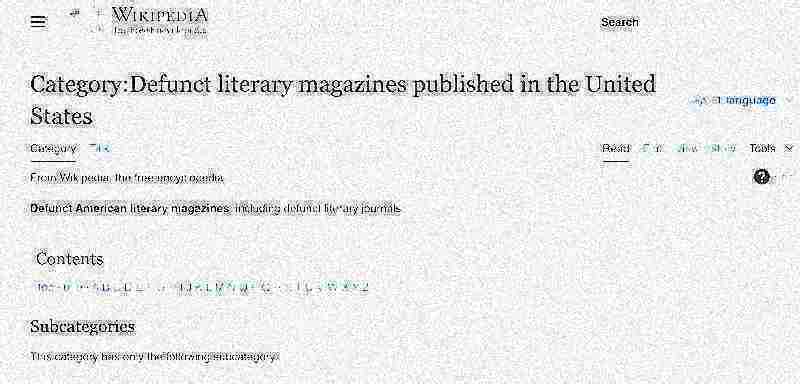 WIKIPEDIA
The Free Encyclopedia
Search
Category:Defunct literary magazines published in the United
States
1 language
Category Talk
Read Edit View history Tools
From Wikipedia, the free encyclopedia
Defunct American literary magazines, including defunct literary journals.
Contents
Subcategories
This category has only the following subcategory.